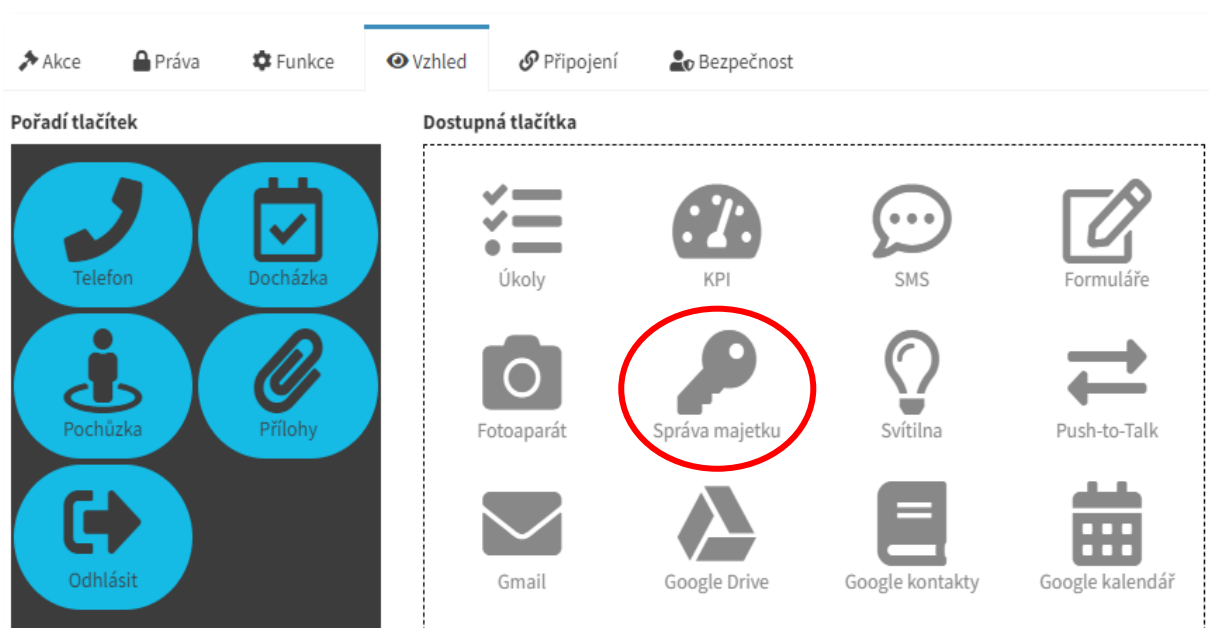 Akce Práva Funkce Vzhled Připojení Bezpečnost
Pořadí tlačítek
Telefon Docházka
Pochůzka Přílohy
Odhlásit
Dostupná tlačítka
Úkoly KPI SMS Formuláře
Fotoaparát Správa majetku Svítilna Push-to-Talk
Gmail Google Drive Google kontakty Google kalendář